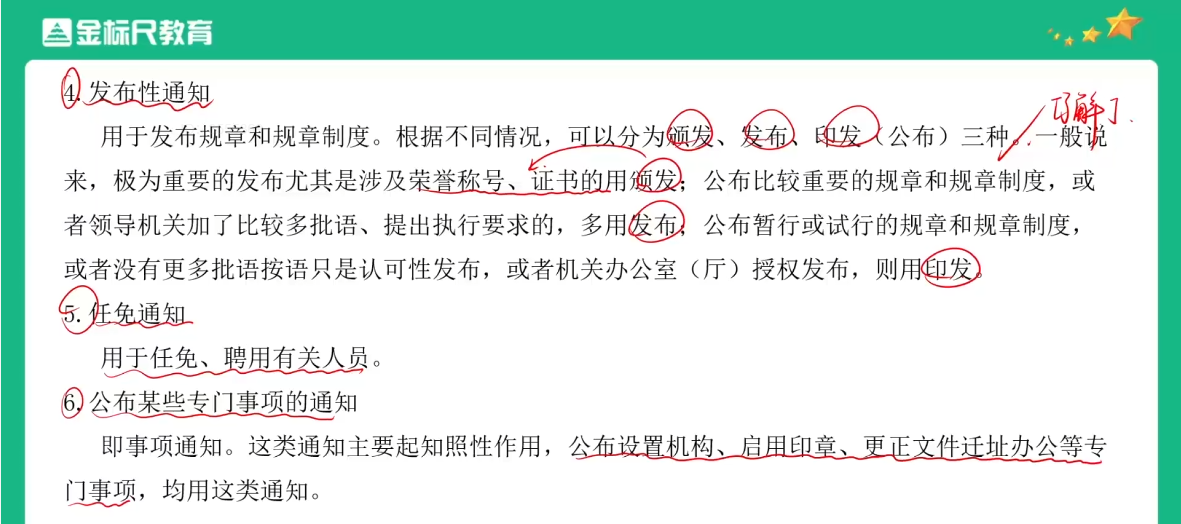 金标尺教育
4.发布性通知
了解了
用于发布规章和规章制度。根据不同情况，可以分为颁发、发布、印发（公布）三种。一般说
来，极为重要的发布尤其是涉及荣誉称号、证书的用颁发；公布比较重要的规章和规章制度，或
者领导机关加了比较多批语、提出执行要求的，多用发布；公布暂行或试行的规章和规章制度，
或者没有更多批语按语只是认可性发布，或者机关办公室（厅）授权发布，则用印发。
5.任免通知
用于任免、聘用有关人员。
6.公布某些专门事项的通知
即事项通知。这类通知主要起知照性作用，公布设置机构、启用印章、更正文件迁址办公等专
门事项，均用这类通知。